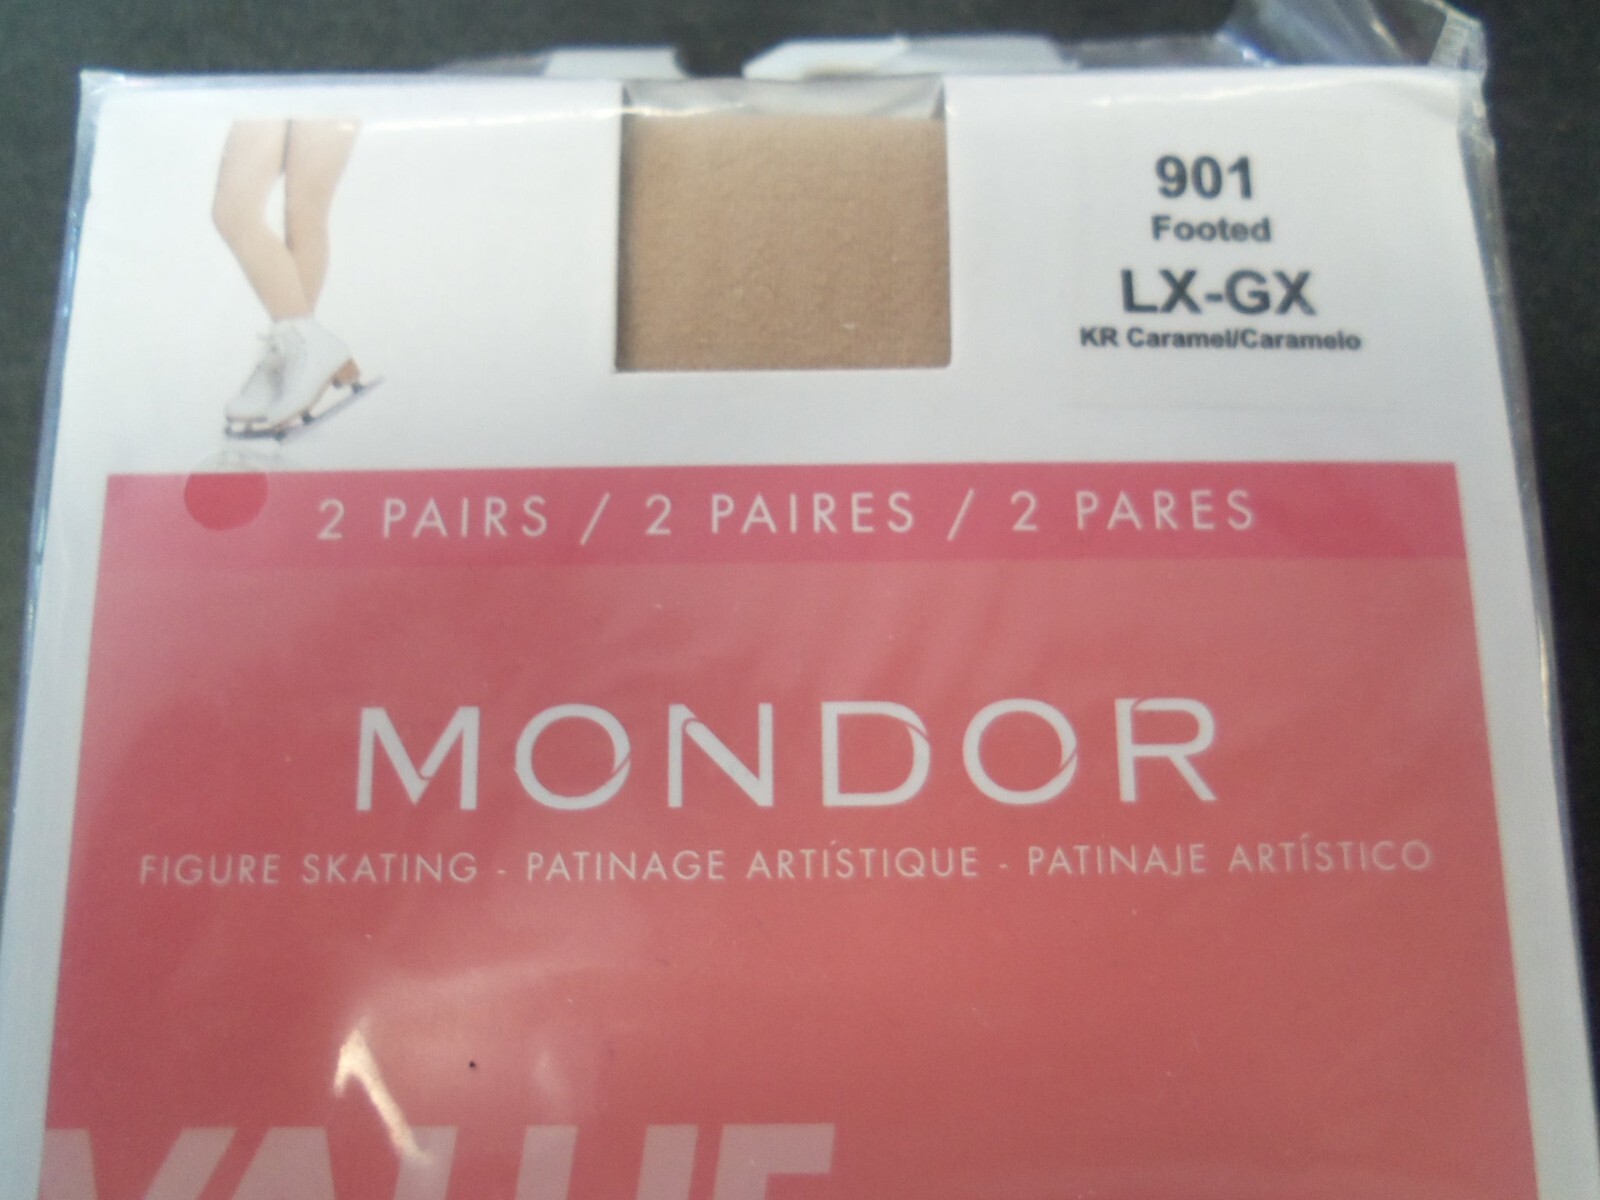 901
Footed
LX-GX
KR Caramel/Caramelo
2 PAIRS / 2 PAIRES / 2 PARES
MONDOR
FIGURE SKATING - PATINAGE ARTÍSTIQUE - PATINAJE ARTÍSTICO
VALUE